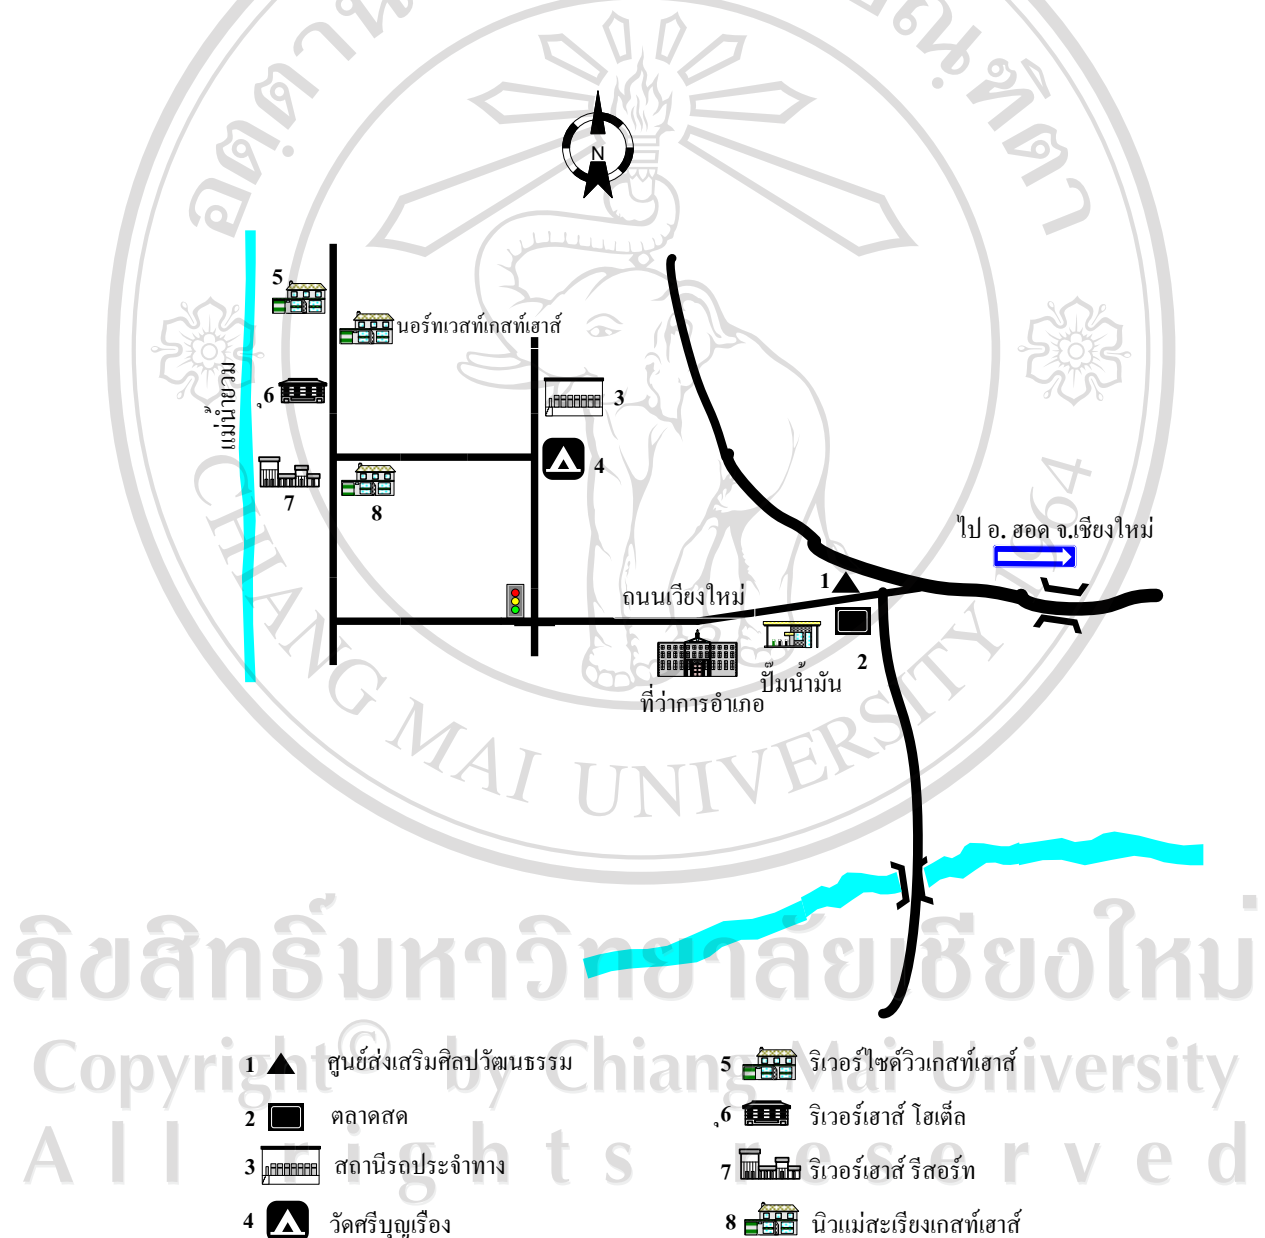 N
5
นอร์ทเวสท์เกสท์เฮาส์
แม่น้ำยวม
6
3
4
7
8
ไป อ. ฮอด จ.เชียงใหม่
1
ถนนเวียงใหม่
2
ปั๊มน้ำมัน
ที่ว่าการอำเภอ
CHIANG MAI UNIVERSITY 1964
ลิขสิทธิ์มหาวิทยาลัยเชียงใหม่
Copyright© by Chiang Mai University
All rights reserved
1 ศูนย์ส่งเสริมศิลปวัฒนธรรม
2 ตลาดสด
3 สถานีรถประจำทาง
4 วัดศรีบุญเรือง
5 ริเวอร์ไซด์วิวเกสท์เฮาส์
6 ริเวอร์เฮาส์ โฮเต็ล
7 ริเวอร์เฮาส์ รีสอร์ท
8 นิวแม่สะเรียงเกสท์เฮาส์